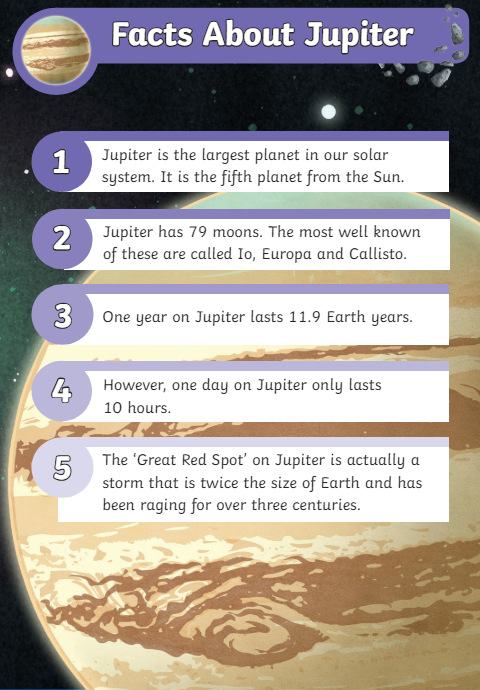 Facts About Jupiter
1
Jupiter is the largest planet in our solar
system. It is the fifth planet from the Sun.
2
Jupiter has 79 moons. The most well known
of these are called Io, Europa and Callisto.
3
One year on Jupiter lasts 11.9 Earth years.
4
However, one day on Jupiter only lasts
10 hours.
5
The ‘Great Red Spot’ on Jupiter is actually a
storm that is twice the size of Earth and has
been raging for over three centuries.